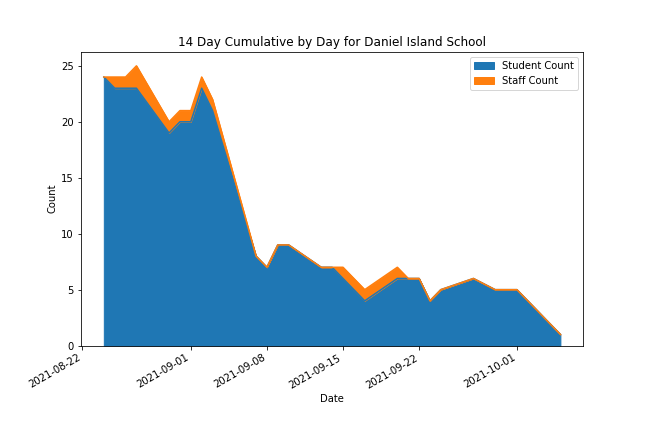 14 Day Cumulative by Day for Daniel Island School
Student Count
Staff Count
25
20
15
10
5
0
Count
2021-08-22
2021-09-01
2021-09-08
2021-09-15
2021-09-22
2021-10-01
Date